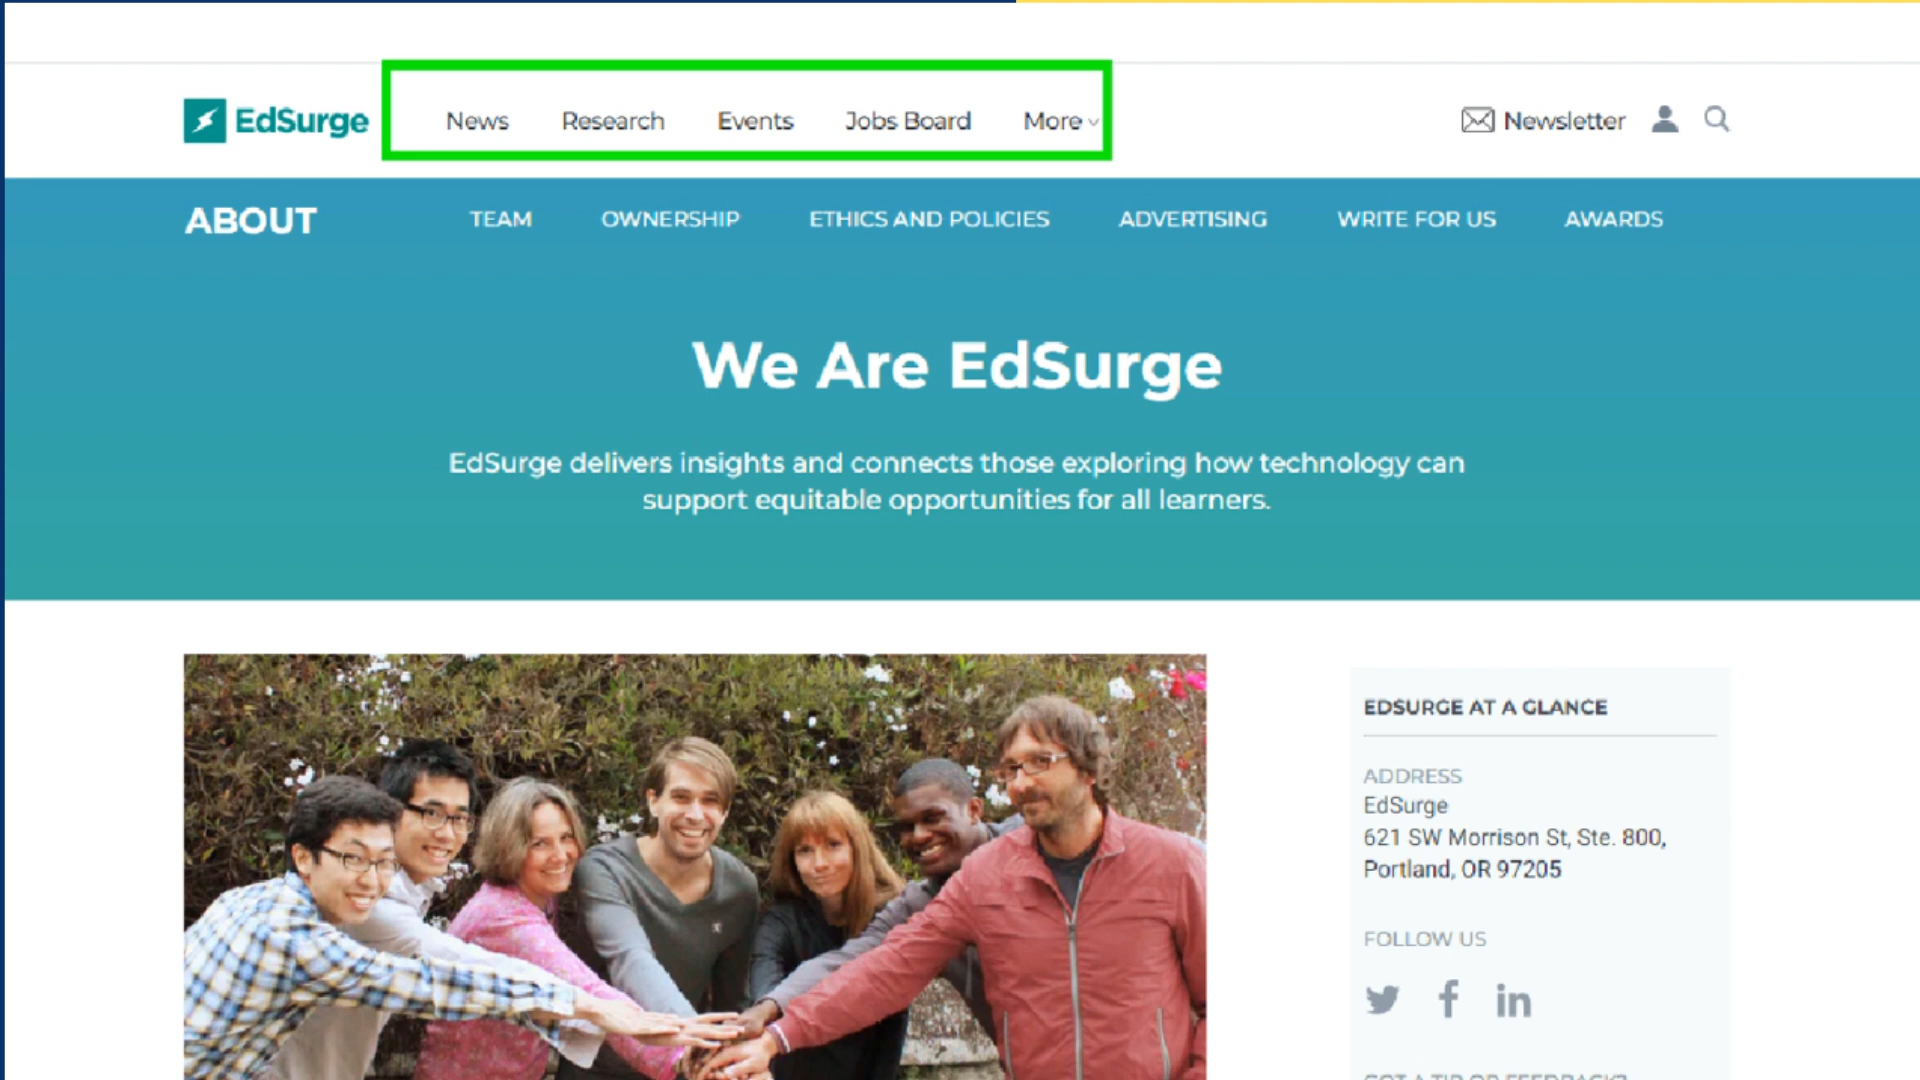 EdSurge
News Research Events Jobs Board More
Newsletter
ABOUT TEAM OWNERSHIP ETHICS AND POLICIES ADVERTISING WRITE FOR US AWARDS
We Are EdSurge
EdSurge delivers insights and connects those exploring how technology can
support equitable opportunities for all learners.
EDSURGE AT A GLANCE
ADDRESS
EdSurge
621 SW Morrison St, Ste. 800,
Portland, OR 97205
FOLLOW US
GOT A TIP OR FEEDBACK?